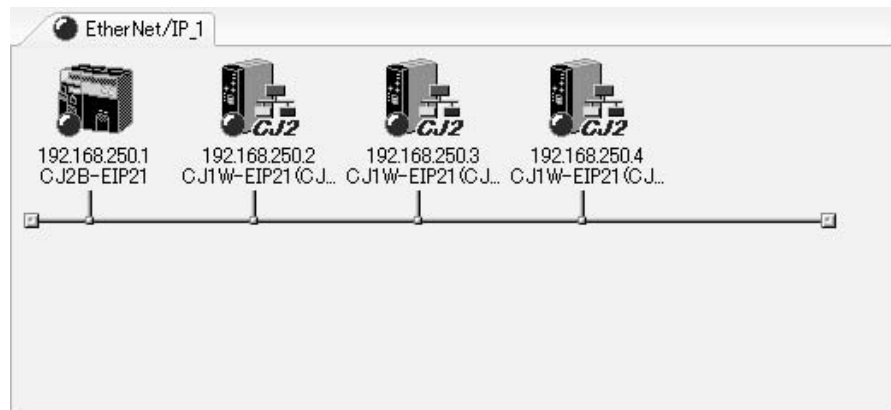 EtherNet/IP_1
192.168.250.1
CJ2B-EIP21
CJ2
192.168.250.2
CJ1W-EIP21(CJ...
CJ2
192.168.250.3
CJ1W-EIP21(CJ...
CJ2
192.168.250.4
CJ1W-EIP21(CJ...